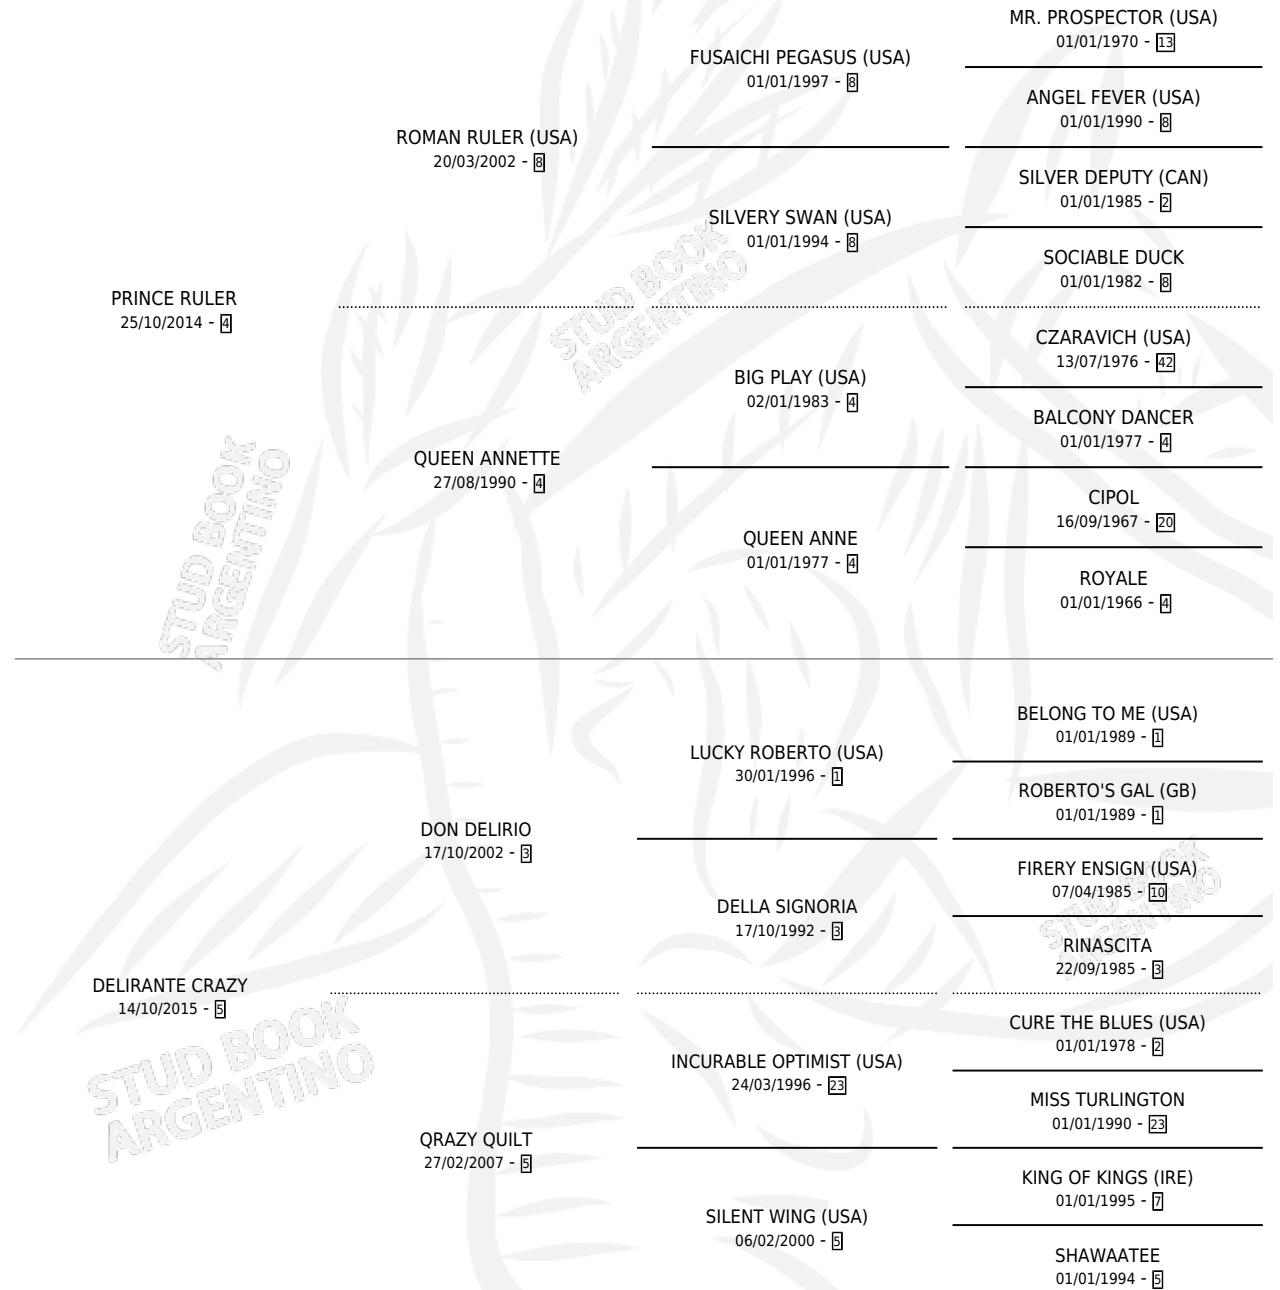 MR. PROSPECTOR (USA)
01/01/1970 - 13
FUSAICHI PEGASUS (USA)
01/01/1997 - 8
ANGEL FEVER (USA)
01/01/1990 - 8
ROMAN RULER (USA)
20/03/2002 - 8
SILVER DEPUTY (CAN)
01/01/1985 - 2
SILVERY SWAN (USA)
01/01/1994 - 8
SOCIABLE DUCK
01/01/1982 - 8
PRINCE RULER
25/10/2014 - 4
STUD BOOK
ARGENTINO
CZARAVICH (USA)
13/07/1976 - 42
BIG PLAY (USA)
02/01/1983 - 4
BALCONY DANCER
01/01/1977 - 4
QUEEN ANNETTE
27/08/1990 - 4
CIPOL
16/09/1967 - 20
QUEEN ANNE
01/01/1977 - 4
ROYALE
01/01/1966 - 4
STUD BOOK
ARGENTINO
BELONG TO ME (USA)
01/01/1989 - 1
LUCKY ROBERTO (USA)
30/01/1996 - 1
ROBERTO'S GAL (GB)
01/01/1989 - 1
DON DELIRIO
17/10/2002 - 3
FIRERY ENSIGN (USA)
07/04/1985 - 10
DELLA SIGNORIA
17/10/1992 - 3
STUD BOOK
ARGENTINO
RINASCITA
22/09/1985 - 3
DELIRANTE CRAZY
14/10/2015 - 5
CURE THE BLUES (USA)
01/01/1978 - 2
INCURABLE OPTIMIST (USA)
24/03/1996 - 23
MISS TURLINGTON
01/01/1990 - 23
STUD BOOK
ARGENTINO
QRAZY QUILT
27/02/2007 - 5
KING OF KINGS (IRE)
01/01/1995 - 7
SILENT WING (USA)
06/02/2000 - 5
SHAWAATEE
01/01/1994 - 5